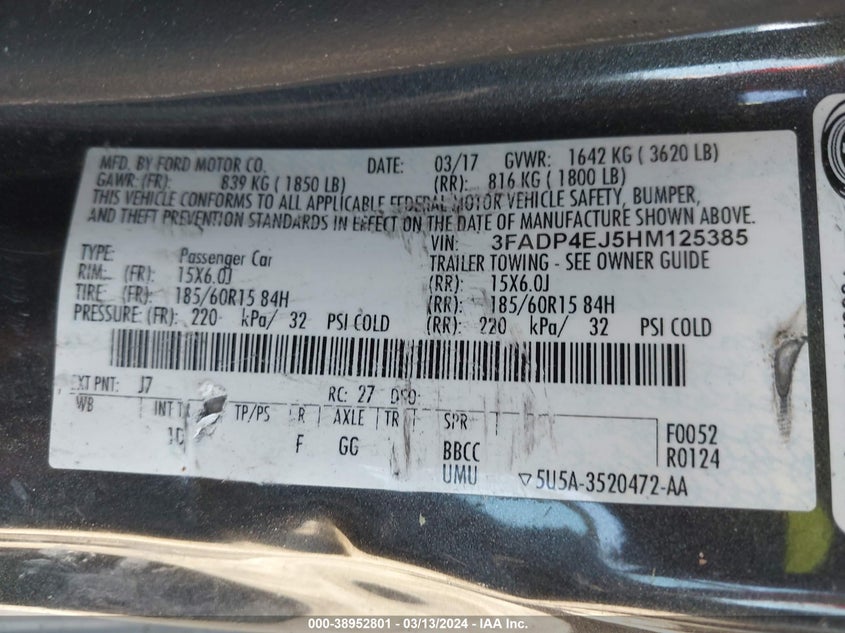 MFD. BY FORD MOTOR CO. DATE: 03/17 GVWR: 1642 KG ( 3620 LB)
GAWR: (FR): 839 KG ( 1850 LB) (RR): 816 KG ( 1800 LB)
THIS VEHICLE CONFORMS TO ALL APPLICABLE FEDERAL MOTOR VEHICLE SAFETY, BUMPER,
AND THEFT PREVENTION STANDARDS IN EFFECT ON THE DATE OF MANUFACTURE SHOWN ABOVE.
VIN: 3FADP4EJ5HM125385
TYPE: Passenger Car TRAILER TOWING - SEE OWNER GUIDE
RIM: (FR): 15X6.0J (RR): 15X6.0J
TIRE: (FR): 185/60R15 84H (RR): 185/60R15 84H
PRESSURE: (FR): 220 kPa/ 32 PSI COLD (RR): 220 kPa/ 32 PSI COLD
EXT PNT: J7 RC: 27 DSO:
WB INT TP/PS R AXLE TR SPR
F GG BBCC
UMU
F0052
R0124
5U5A-3520472-AA
000-38952801 - 03/13/2024 - IAA Inc.